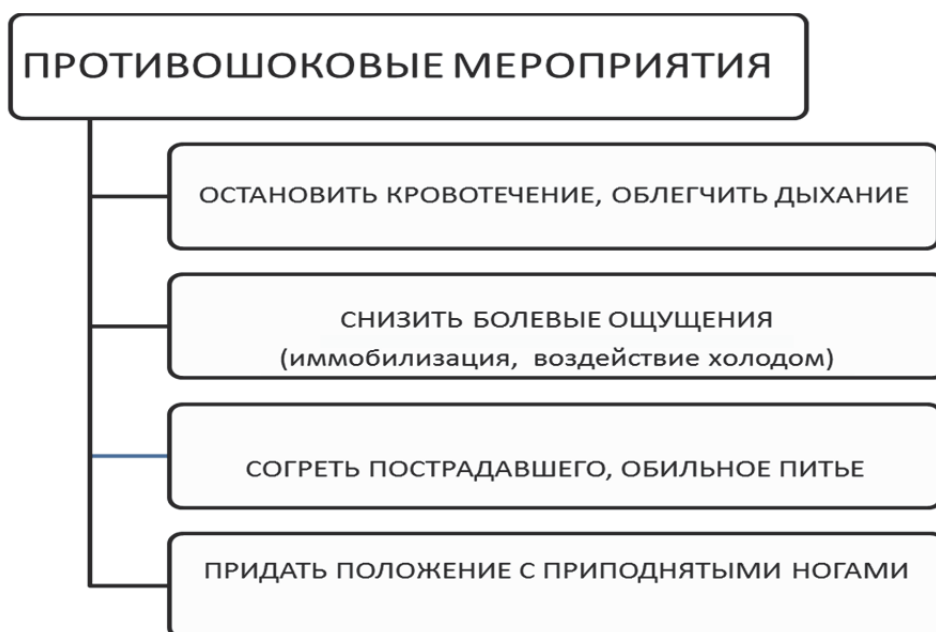 ПРОТИВОШОКОВЫЕ МЕРОПРИЯТИЯ
ОСТАНОВИТЬ КРОВОТЕЧЕНИЕ, ОБЛЕГЧИТЬ ДЫХАНИЕ
СНИЗИТЬ БОЛЕВЫЕ ОЩУЩЕНИЯ
(иммобилизация, воздействие холодом)
СОГРЕТЬ ПОСТРАДАВШЕГО, ОБИЛЬНОЕ ПИТЬЕ
ПРИДАТЬ ПОЛОЖЕНИЕ С ПРИПОДНЯТЫМИ НОГАМИ